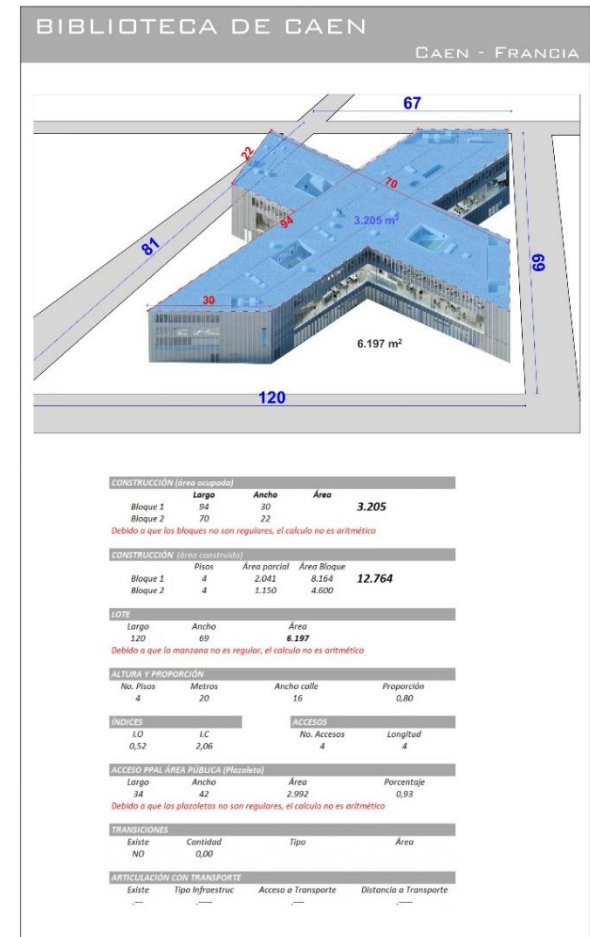 BIBLIOTECA DE CAEN
CAEN - FRANCIA
67
22
70
94
3.205 m²
81
69
30
6.197 m²
120
CONSTRUCCIÓN (área ocupada)
Largo Ancho Área
Bloque 1 94 30 3.205
Bloque 2 70 22
Debido a que los bloques no son regulares, el calculo no es aritmético
CONSTRUCCIÓN (área construida)
Pisos Área parcial Área Bloque
Bloque 1 4 2.041 8.164 12.764
Bloque 2 4 1.150 4.600
LOTE
Largo Ancho Área
120 69 6.197
Debido a que la manzana no es regular, el calculo no es aritmético
ALTURA Y PROPORCIÓN
No. Pisos Metros Ancho calle Proporción
4 20 16 0,80
ÍNDICES ACCESOS
I.O I.C No. Accesos Longitud
0,52 2,06 4 4
ACCESO PPAL ÁREA PÚBLICA (Plazoleta)
Largo Ancho Área Porcentaje
34 42 2.992 0,93
Debido a que las plazoletas no son regulares, el calculo no es aritmético
TRANSICIONES
Existe Cantidad Tipo Área
NO 0,00
ARTICULACIÓN CON TRANSPORTE
Existe Tipo Infraestruc Acceso a Transporte Distancia a Transporte
.---- .----- .----- .-----